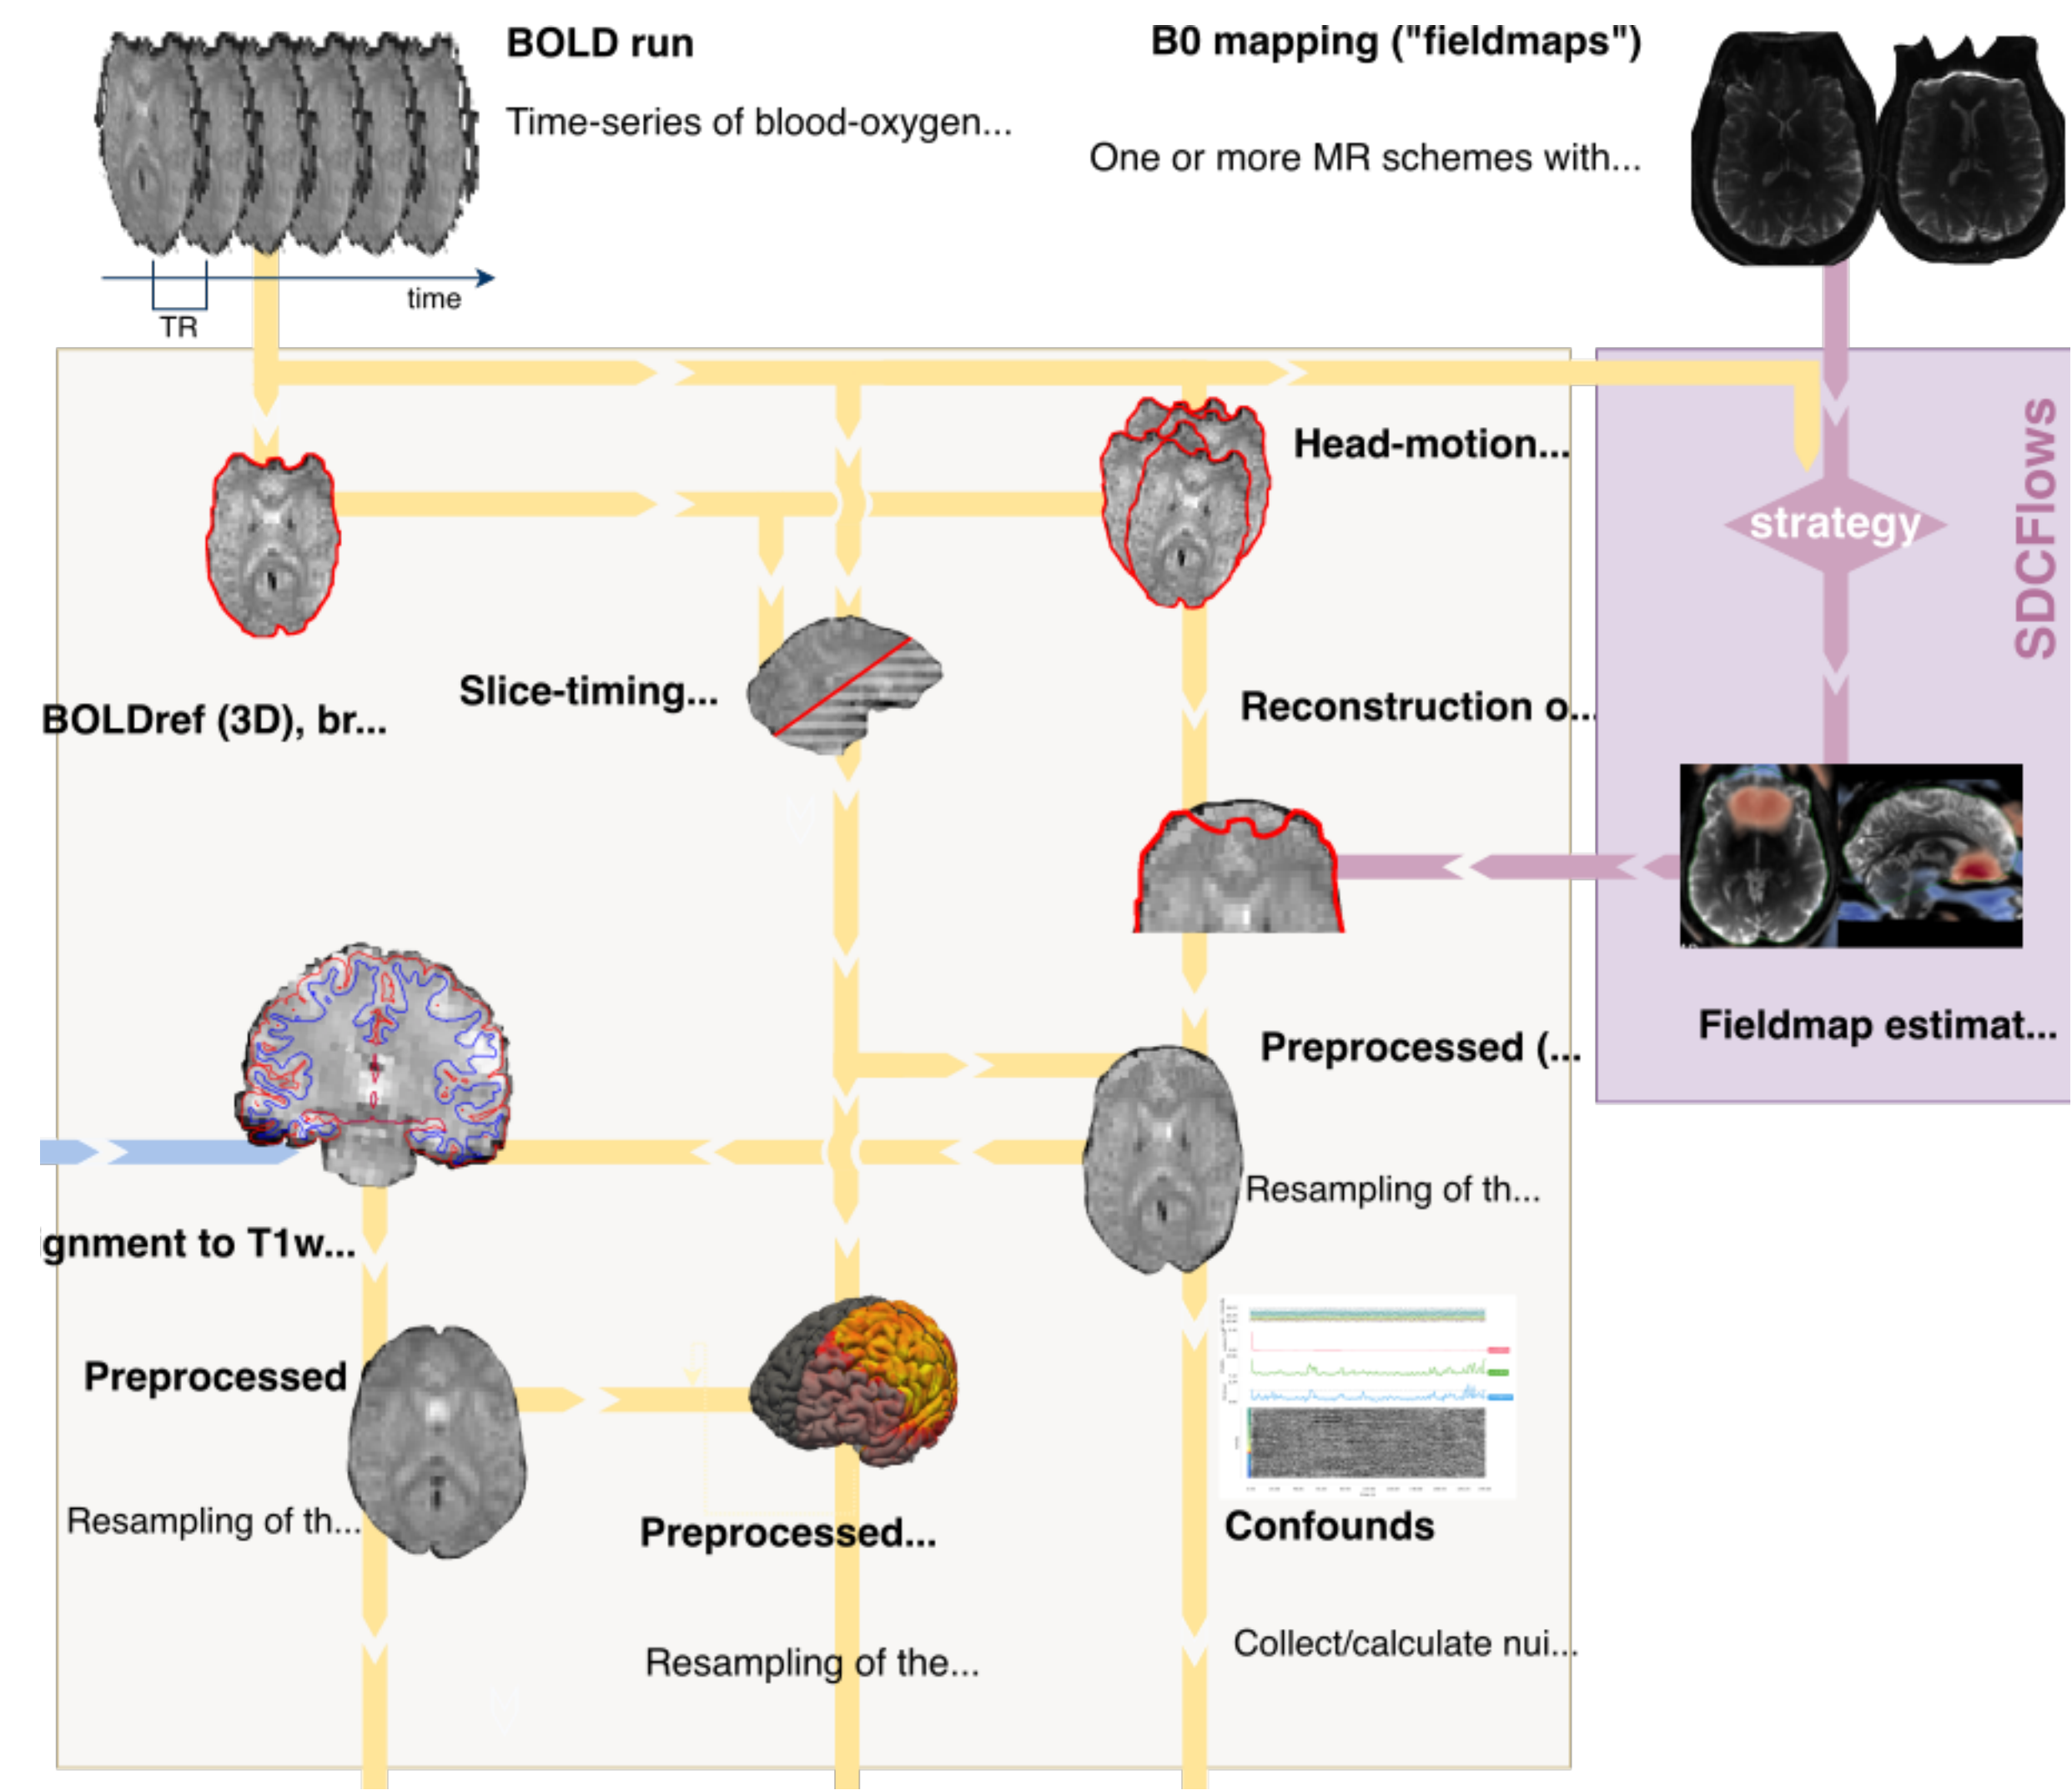 BOLD run
Time-series of blood-oxygen...
B0 mapping ("fieldmaps")
One or more MR schemes with...
time
TR
Head-motion...
strategy
SDCFlows
Slice-timing...
BOLDref (3D), br...
Reconstruction o...
Fieldmap estimat...
Preprocessed (...
Resampling of th...
ignment to T1w...
Preprocessed
Resampling of th...
Preprocessed...
Resampling of the...
Confounds
Collect/calculate nui...